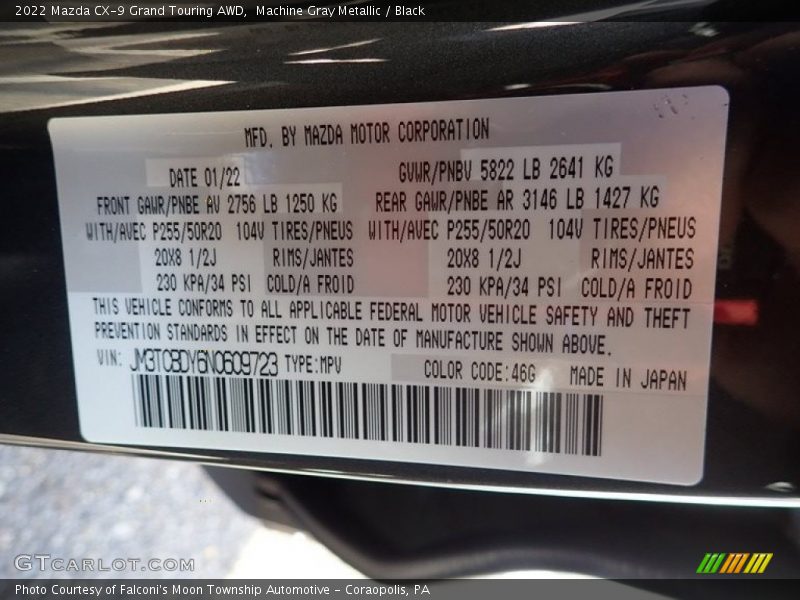 2022 Mazda CX-9 Grand Touring AWD,  Machine Gray Metallic / Black
MFD. BY MAZDA MOTOR CORPORATION
DATE 01/22 GVWR/PNBV 5822 LB 2641 KG
FRONT GAWR/PNBE AV 2756 LB 1250 KG REAR GAWR/PNBE AR 3146 LB 1427 KG
WITH/AVEC P255/50R20 104V TIRES/PNEUS WITH/AVEC P255/50R20 104V TIRES/PNEUS
20X8 1/2J RIMS/JANTES 20X8 1/2J RIMS/JANTES
230 KPA/34 PSI COLD/A FROID 230 KPA/34 PSI COLD/A FROID
THIS VEHICLE CONFORMS TO ALL APPLICABLE FEDERAL MOTOR VEHICLE SAFETY AND THEFT
PREVENTION STANDARDS IN EFFECT ON THE DATE OF MANUFACTURE SHOWN ABOVE.
VIN: JM3TCBDY6N0609723 TYPE:MPV COLOR CODE:46G MADE IN JAPAN
GTCarLot.com
Photo Courtesy of Falconi's Moon Township Automotive - Coraopolis, PA